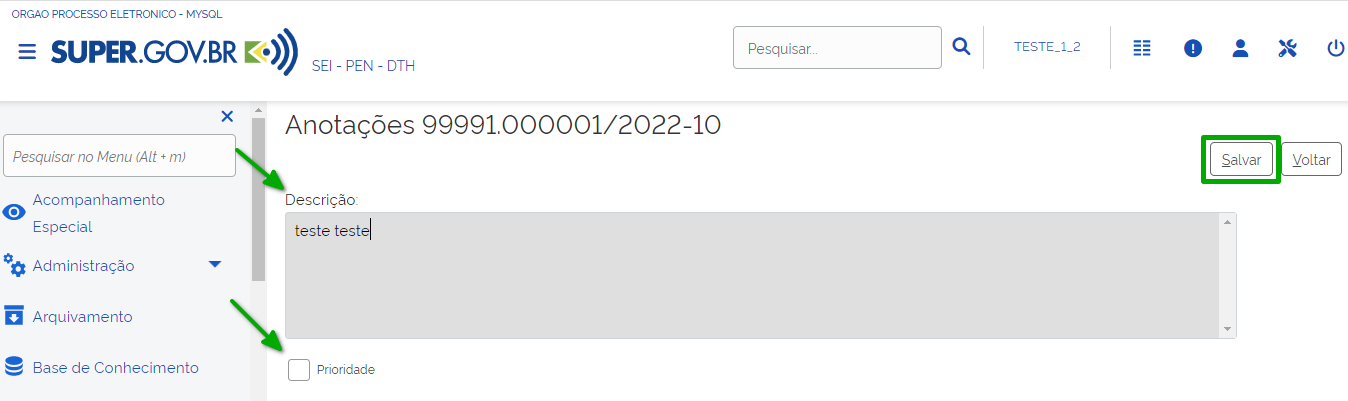 ORGAO PROCESSO ELETRONICO - MYSQL
SUPER.GOV.BR
SEI - PEN - DTH
Pesquisar...
TESTE_1_2
Anotações 99991.000001/2022-10
Pesquisar no Menu (Alt + m)
Salvar
Voltar
Acompanhamento
Especial
Administração
Arquivamento
Base de Conhecimento
Descrição:
teste teste
Prioridade